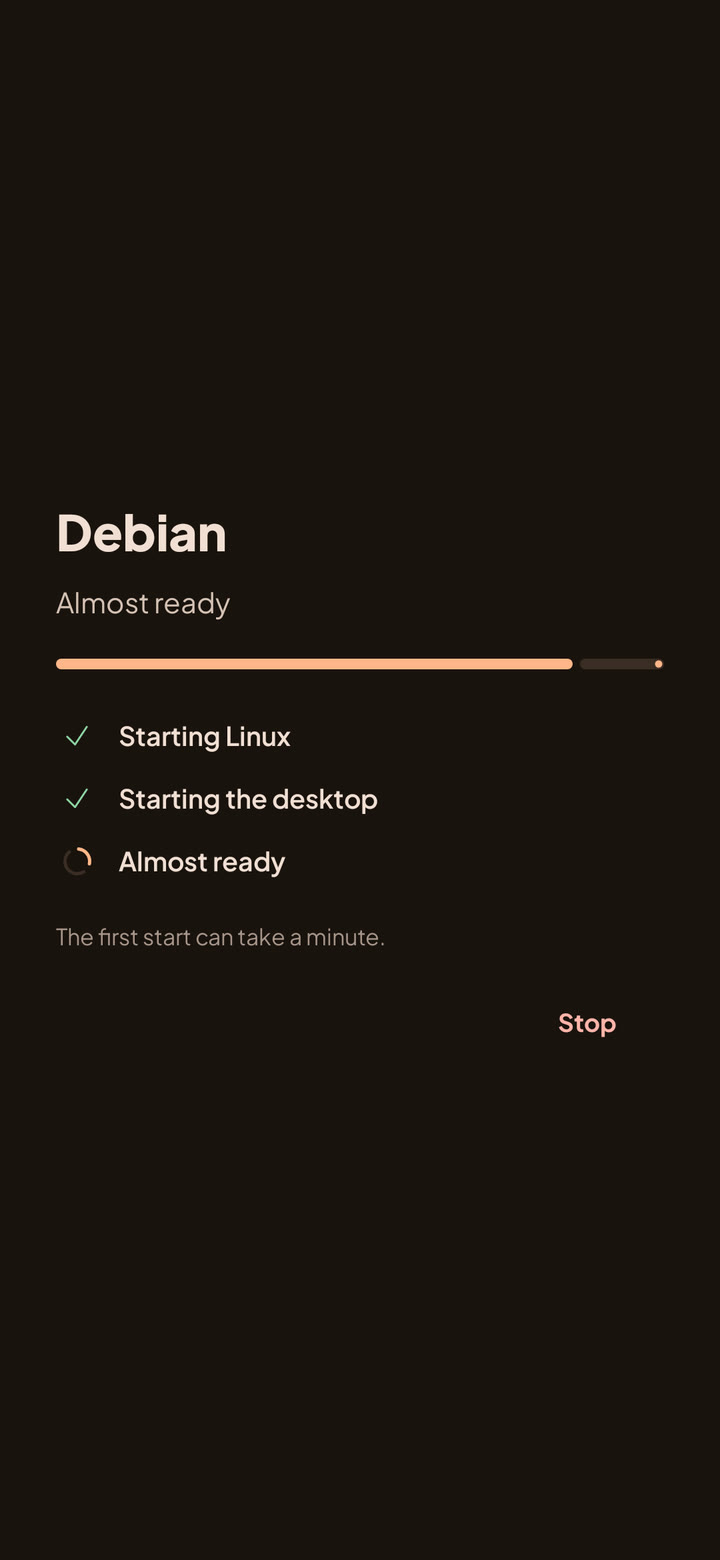 Debian
Almost ready
Starting Linux
Starting the desktop
Almost ready
The first start can take a minute.
Stop